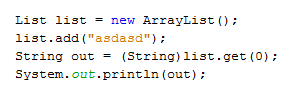 List list = new ArrayList();
list.add("asdasd");
String out = (String)list.get(0);
System.out.println(out);